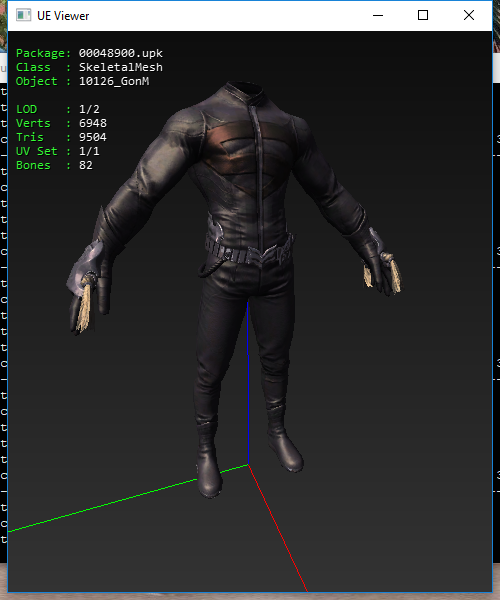 UE Viewer
Package: 00048900.upk
Class : SkeletalMesh
Object : 10126_GonM
LOD : 1/2
Verts : 6948
Tris : 9504
UV Set : 1/1
Bones : 82